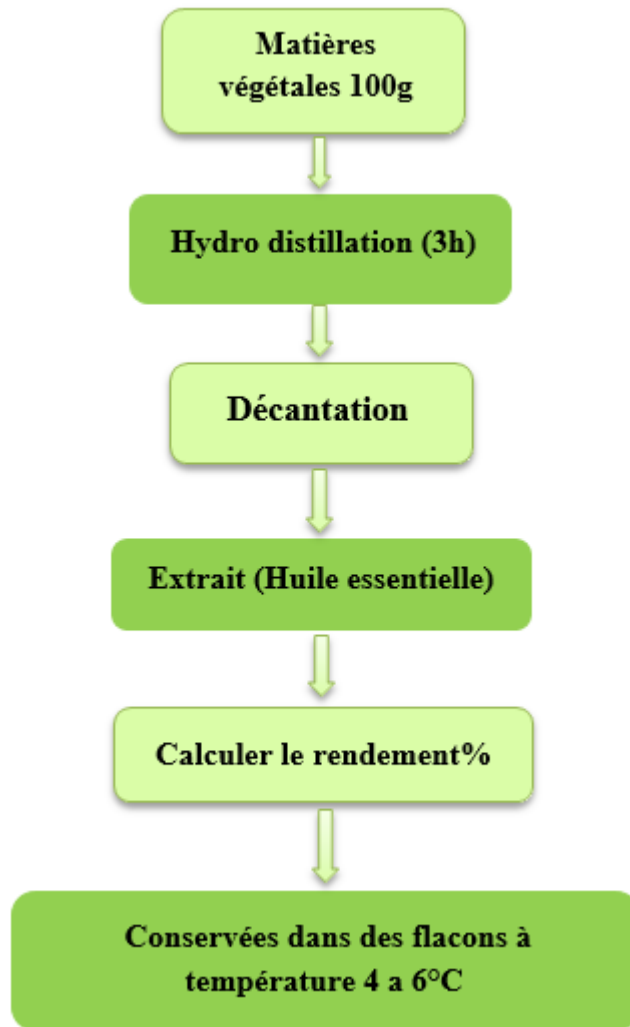 Matières
végétales 100g
Hydro distillation (3h)
Décantation
Extrait (Huile essentielle)
Calculer le rendement%
Conservées dans des flacons à
température 4 a 6°C